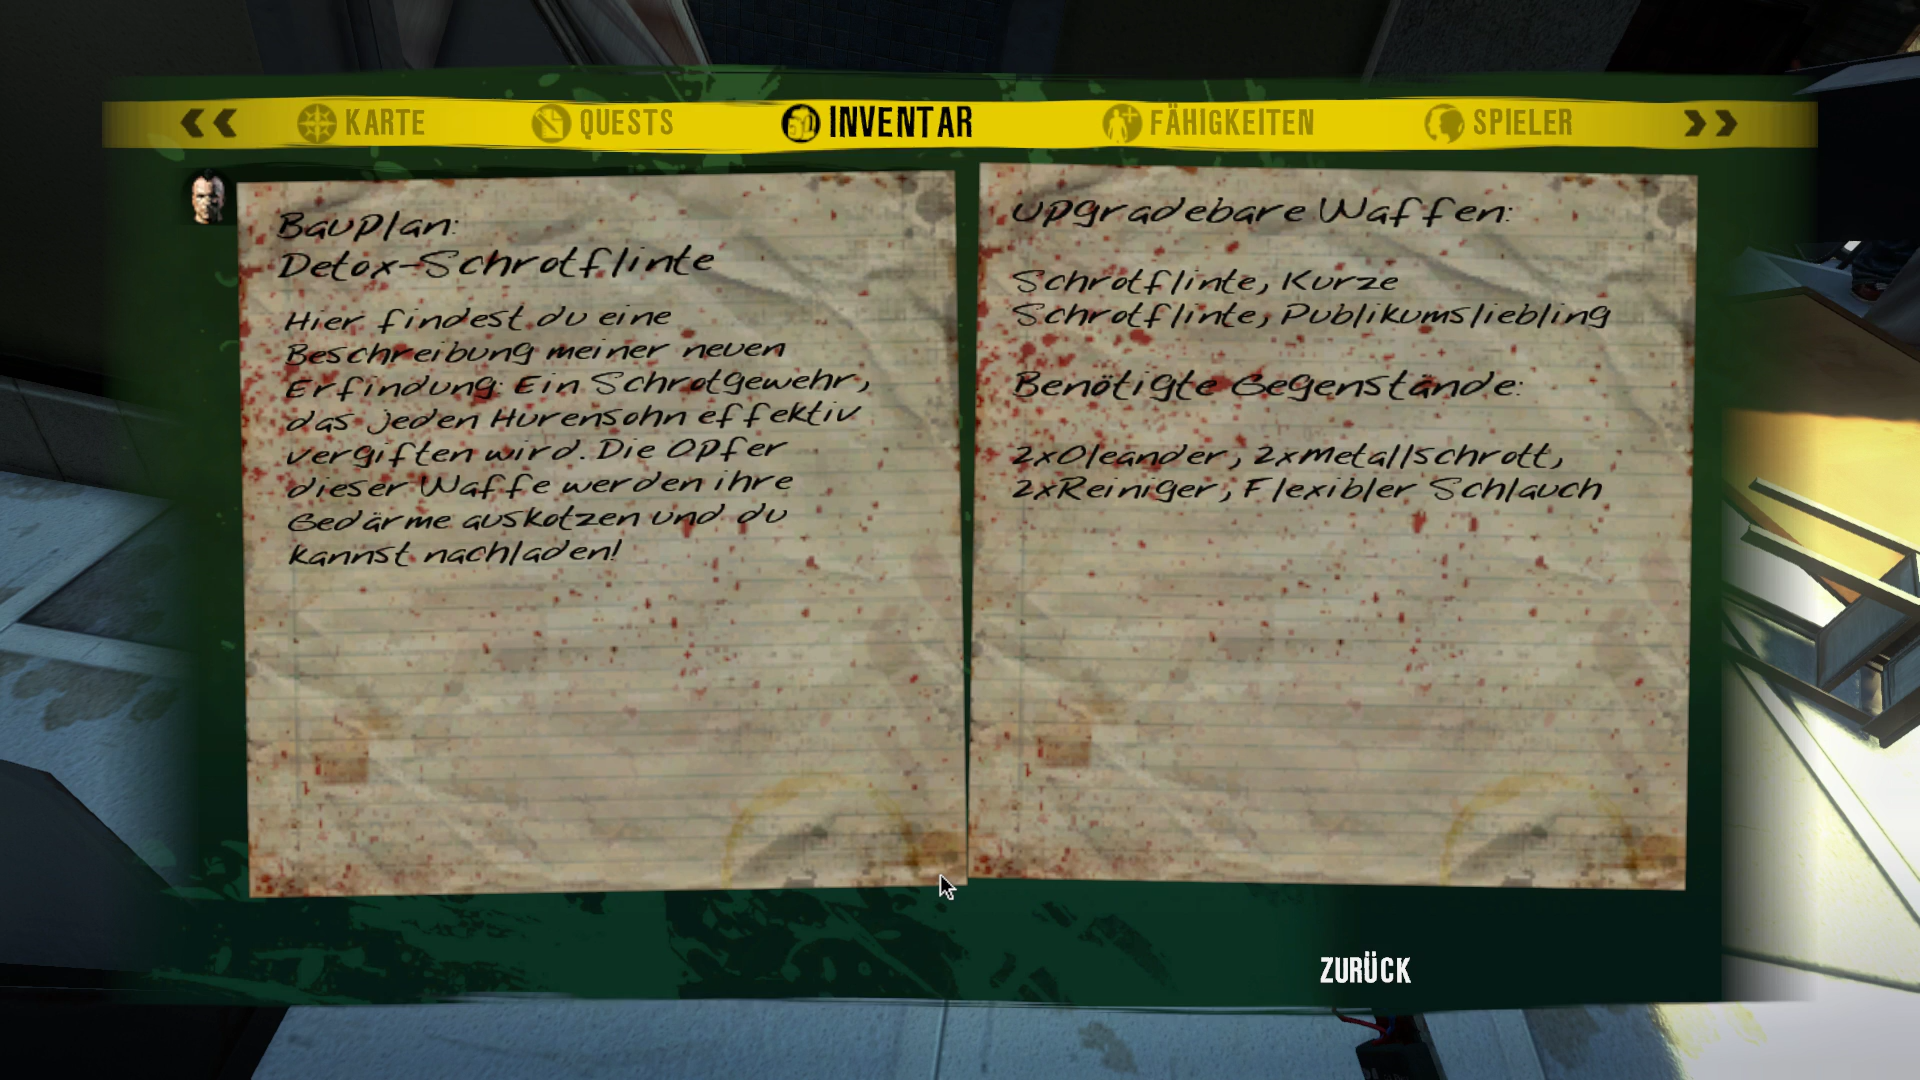 KARTE QUESTS INVENTAR FÄHIGKEITEN SPIELER
Bauplan:
Detox-Schrotflinte
Hier findest du eine
Beschreibung meiner neuen
Erfindung: Ein Schrotgewehr,
das jeden Hurensohn effektiv
vergiften wird. Die Opfer
dieser Waffe werden ihre
Gedärme auskotzen und du
kannst nachladen!
Upgradebare Waffen:
Schrotflinte, Kurze
Schrotflinte, Publikumsliebling
Benötigte Gegenstände:
2xOleander, 2xMetallschrott,
2xReiniger, Flexibler Schlauch
ZURÜCK